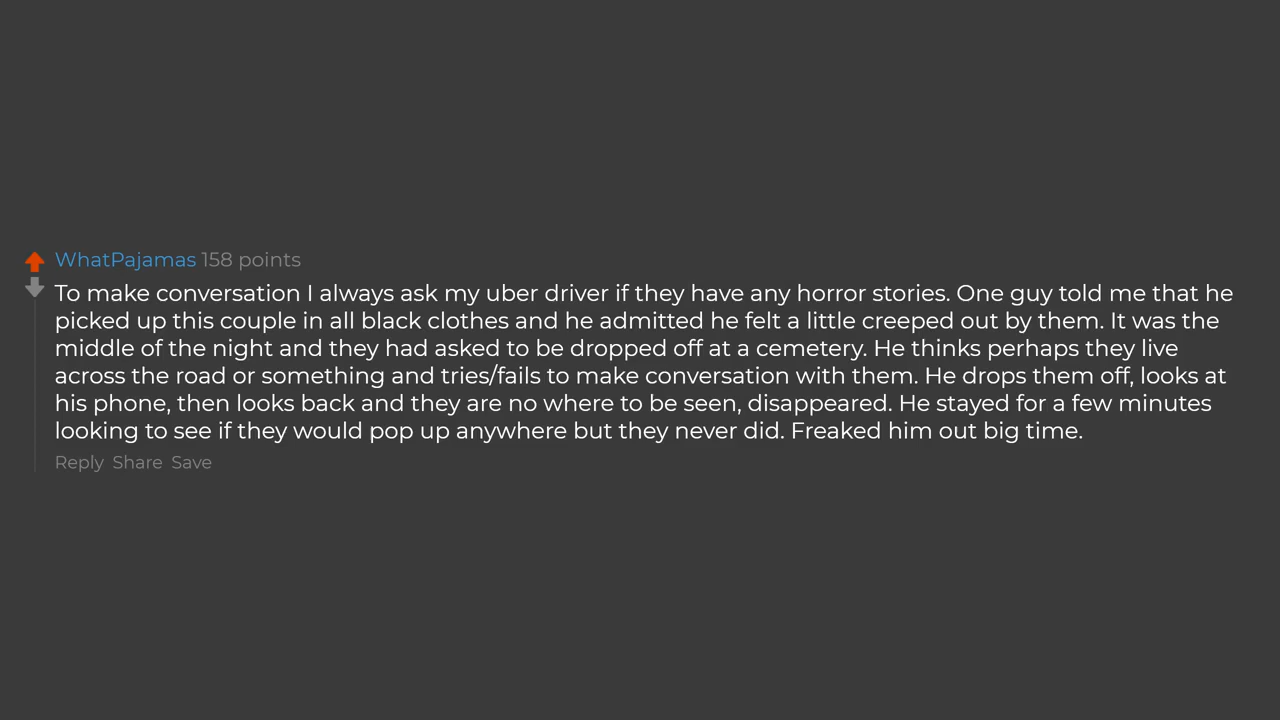 WhatPajamas 158 points
To make conversation I always ask my uber driver if they have any horror stories. One guy told me that he
picked up this couple in all black clothes and he admitted he felt a little creeped out by them. It was the
middle of the night and they had asked to be dropped off at a cemetery. He thinks perhaps they live
across the road or something and tries/fails to make conversation with them. He drops them off, looks at
his phone, then looks back and they are no where to be seen, disappeared. He stayed for a few minutes
looking to see if they would pop up anywhere but they never did. Freaked him out big time.
Reply Share Save